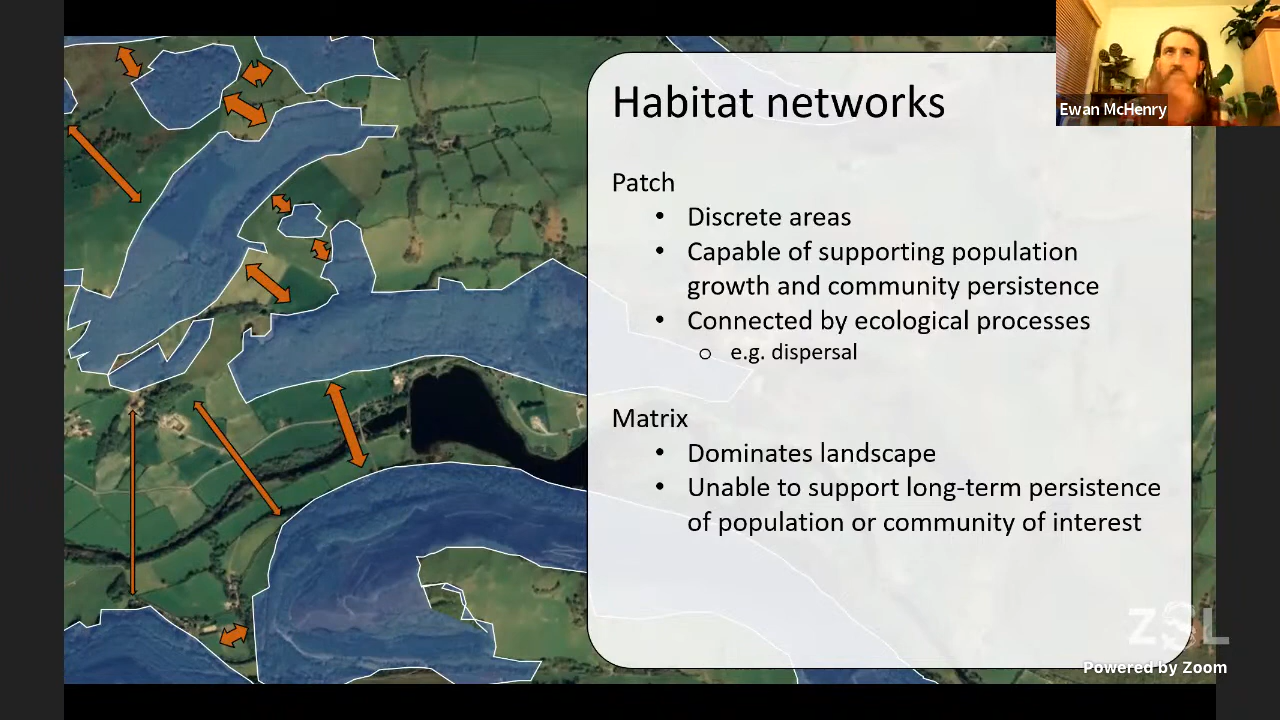 Habitat networks
Ewan McHenry
Patch
• Discrete areas
• Capable of supporting population
growth and community persistence
• Connected by ecological processes
o e.g. dispersal
Matrix
• Dominates landscape
• Unable to support long-term persistence
of population or community of interest
ZSL
Powered by Zoom